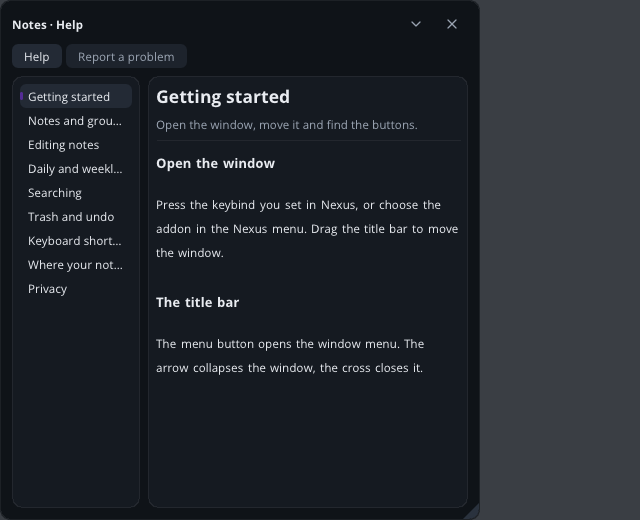 Notes · Help
Help
Report a problem
Getting started
Notes and grou...
Editing notes
Daily and weekl...
Searching
Trash and undo
Keyboard short...
Where your not...
Privacy
Getting started
Open the window, move it and find the buttons.
Open the window
Press the keybind you set in Nexus, or choose the
addon in the Nexus menu. Drag the title bar to move
the window.
The title bar
The menu button opens the window menu. The
arrow collapses the window, the cross closes it.